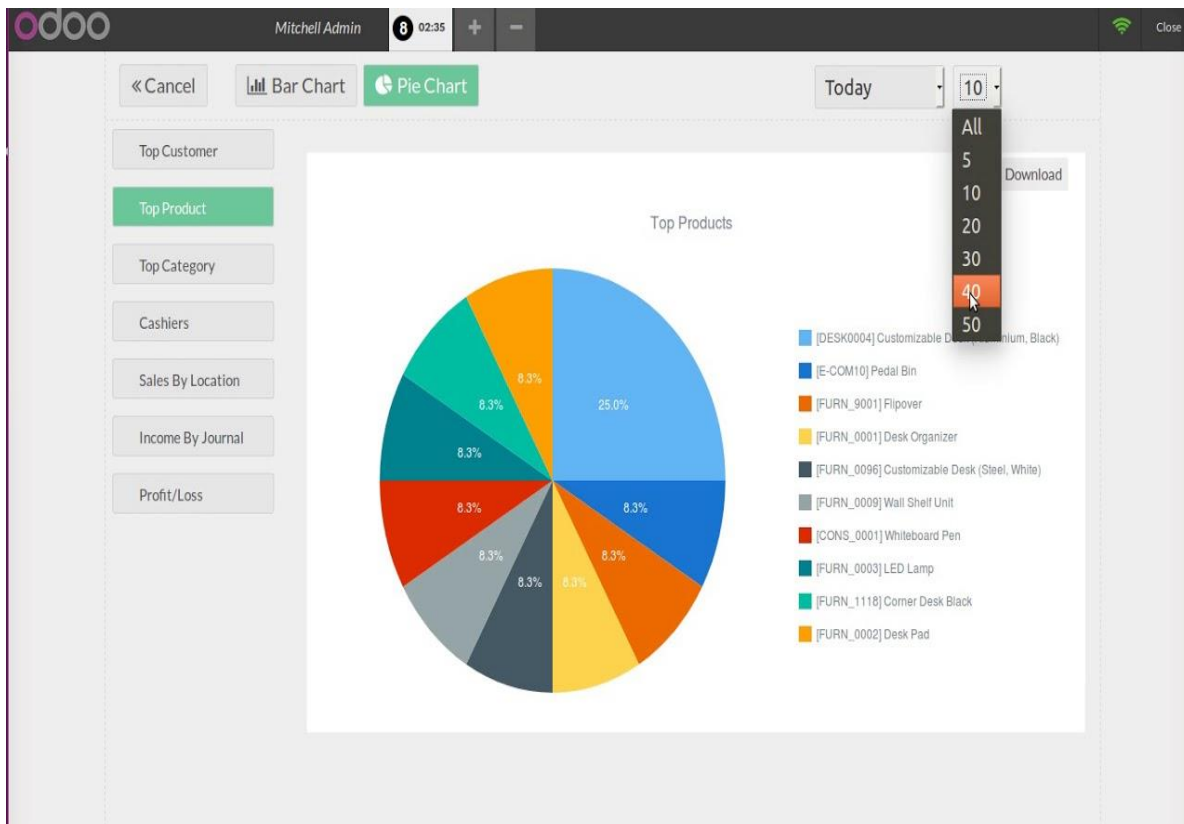 odoo
Mitchell Admin
8 02:35
+
−
Close
« Cancel
Bar Chart
Pie Chart
Today
10
All
5
10
20
30
40
50
Top Customer
Top Product
Top Category
Cashiers
Sales By Location
Income By Journal
Profit/Loss
Download
Top Products
8.3%
25.0%
8.3%
8.3%
8.3%
8.3%
8.3%
8.3%
8.3%
8.3%
[DESK0004] Customizable Black)
[E-COM10] Pedal Bin
[FURN_9001] Flipover
[FURN_0001] Desk Organizer
[FURN_0096] Customizable Desk (Steel, White)
[FURN_0009] Wall Shelf Unit
[CONS_0001] Whiteboard Pen
[FURN_0003] LED Lamp
[FURN_1118] Corner Desk Black
[FURN_0002] Desk Pad